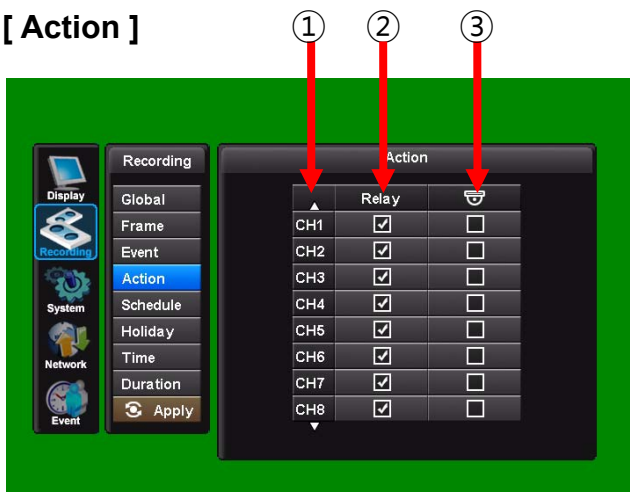 [ Action ]
① ② ③
Display
Recording
System
Network
Event
Recording
Global
Frame
Event
Action
Schedule
Holiday
Time
Duration
Apply
Action
Relay
CH1
CH2
CH3
CH4
CH5
CH6
CH7
CH8